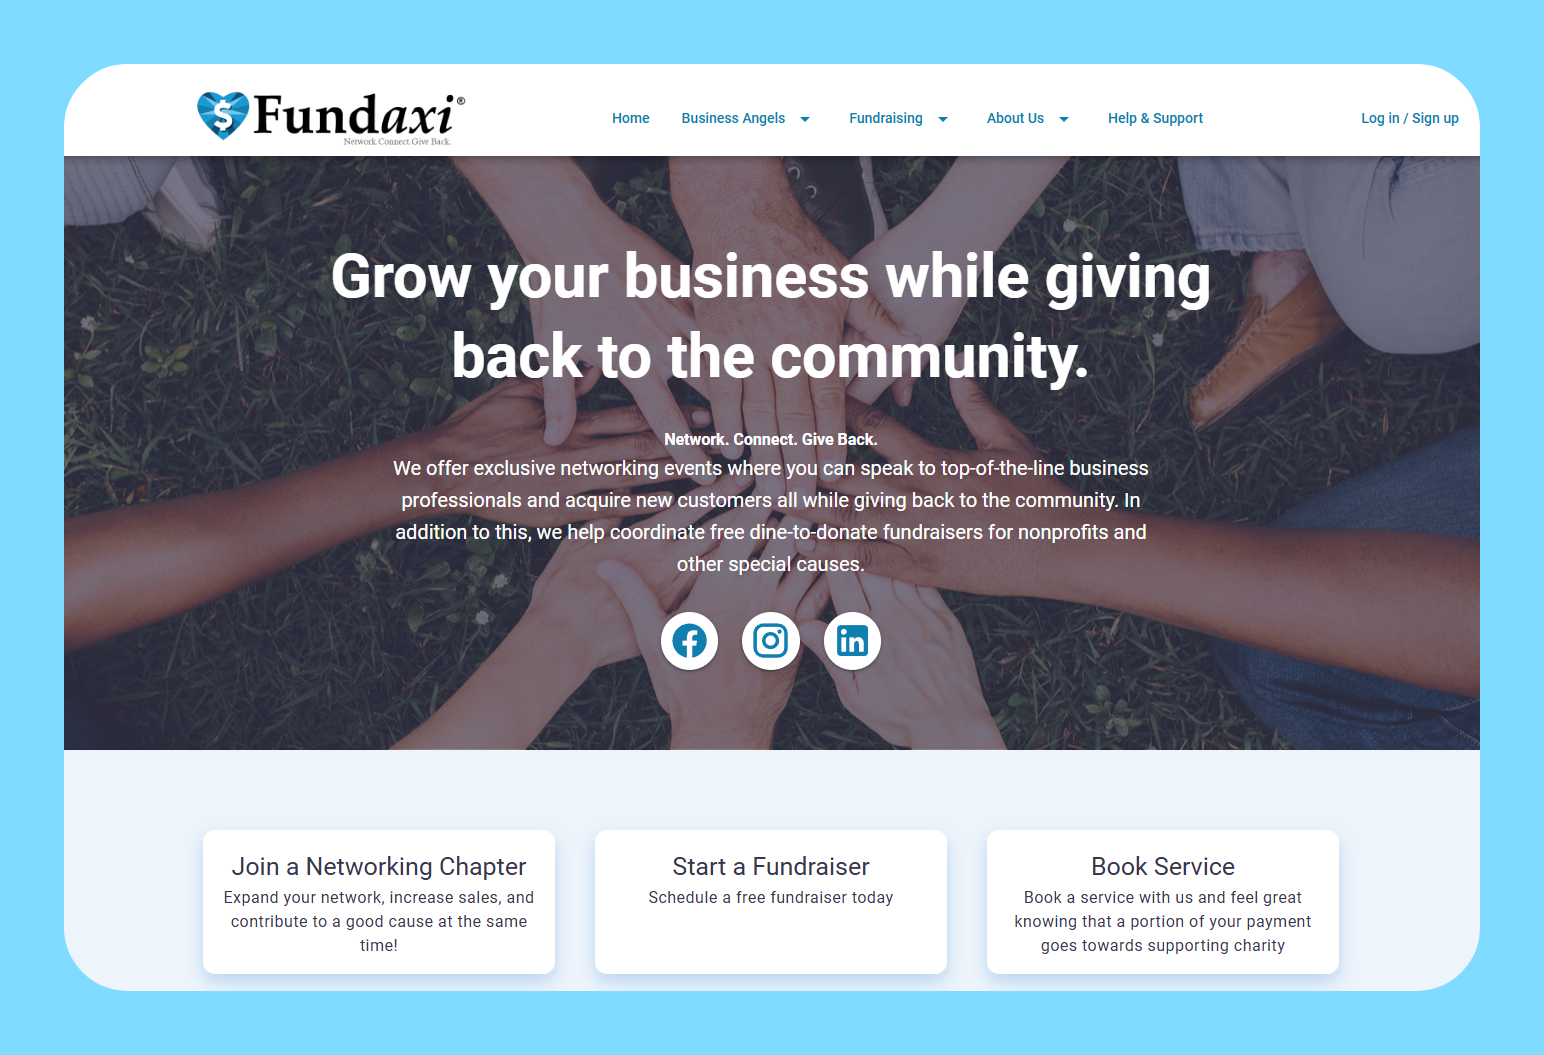 $Fundaxi®
Network.Connect.Give Back.
Home Business Angels Fundraising About Us Help & Support Log in / Sign up
Grow your business while giving
back to the community.
Network. Connect. Give Back.
We offer exclusive networking events where you can speak to top-of-the-line business
professionals and acquire new customers all while giving back to the community. In
addition to this, we help coordinate free dine-to-donate fundraisers for nonprofits and
other special causes.
Join a Networking Chapter
Expand your network, increase sales, and
contribute to a good cause at the same
time!
Start a Fundraiser
Schedule a free fundraiser today
Book Service
Book a service with us and feel great
knowing that a portion of your payment
goes towards supporting charity